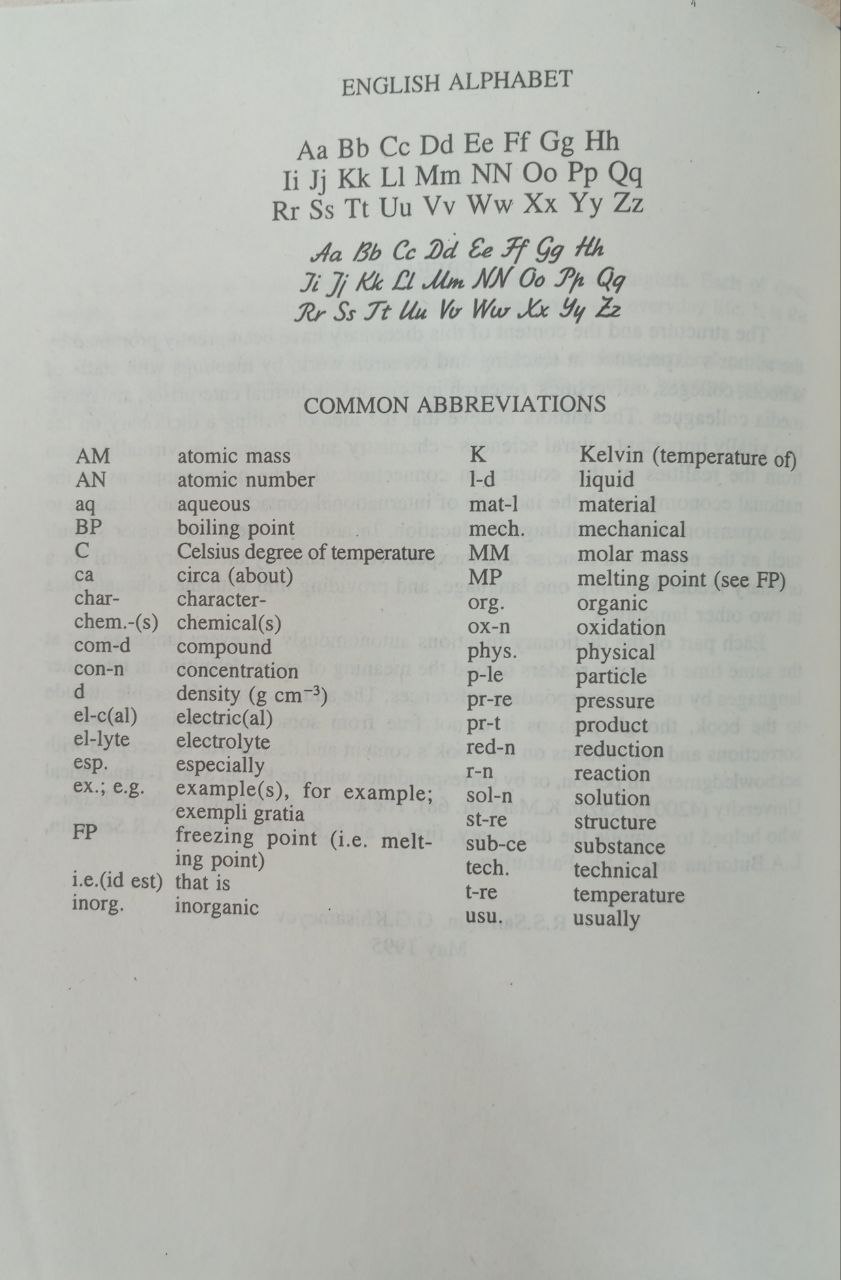 ENGLISH ALPHABET
Aa Bb Cc Dd Ee Ff Gg Hh
Ii Jj Kk Ll Mm NN Oo Pp Qq
Rr Ss Tt Uu Vv Ww Xx Yy Zz
Aa Bb Cc Dd Ee Ff Gg Hh
Ii Jj Kk Ll Mm NN Oo Pp Qq
Rr Ss Tt Uu Vv Ww Xx Yy Zz
COMMON ABBREVIATIONS
AM atomic mass
AN atomic number
aq aqueous
BP boiling point
C Celsius degree of temperature
ca circa (about)
char- character-
chem.-(s) chemical(s)
com-d compound
con-n concentration
d density (g cm⁻³)
el-c(al) electric(al)
el-lyte electrolyte
esp. especially
ex.; e.g. example(s), for example;
exempli gratia
FP freezing point (i.e. melt-
ing point)
i.e.(id est) that is
inorg. inorganic
K Kelvin (temperature of)
l-d liquid
mat-l material
mech. mechanical
MM molar mass
MP melting point (see FP)
org. organic
ox-n oxidation
phys. physical
p-le particle
pr-re pressure
pr-t product
red-n reduction
r-n reaction
sol-n solution
st-re structure
sub-ce substance
tech. technical
t-re temperature
usu. usually